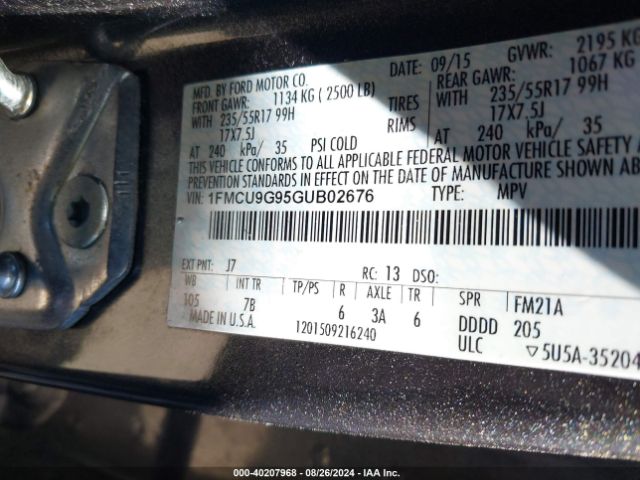 MFD. BY FORD MOTOR CO.
DATE: 09/15 GVWR: 2195 KG
FRONT GAWR: 1134 KG ( 2500 LB)
REAR GAWR: 1067 KG
WITH 235/55R17 99H TIRES WITH 235/55R17 99H
17X7.5J RIMS 17X7.5J
AT 240 kPa/ 35 PSI COLD AT 240 kPa/ 35
THIS VEHICLE CONFORMS TO ALL APPLICABLE FEDERAL MOTOR VEHICLE SAFETY
PREVENTION STANDARDS IN EFFECT ON THE DATE OF MANUFACTURE SHOWN
VIN: 1FMCU9G95GUB02676 TYPE: MPV
EXT PNT: J7 RC: 13 DSO:
WB INT TR TP/PS R AXLE TR SPR FM21A
105 7B 6 3A 6 DDDD 205
MADE IN U.S.A. 1201509216240 ULC ▽5U5A-35204
000-40207968 - 08/26/2024 - IAA Inc.